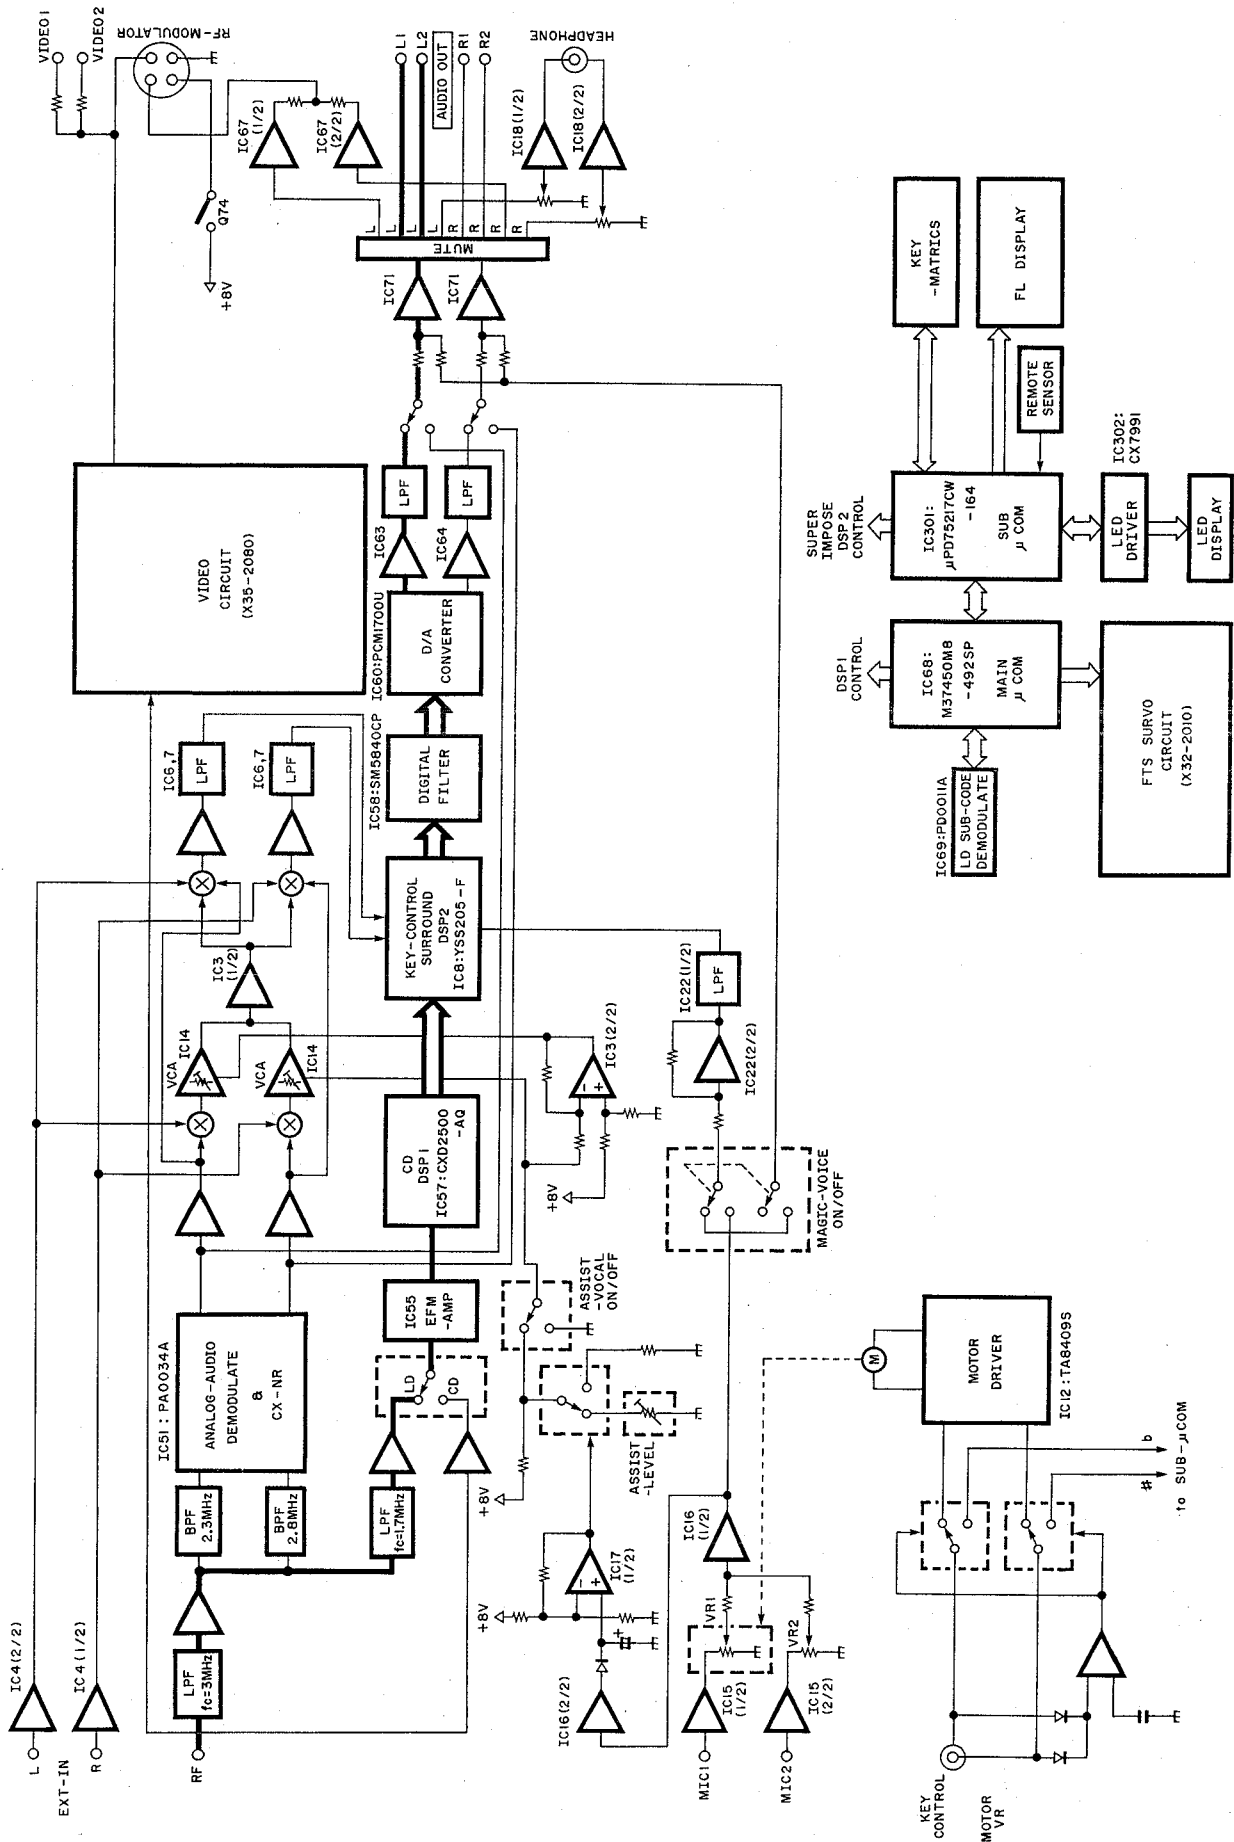 VIDEO1
VIDEO2
RF-MODULATOR
+8V
Q74
IC67
(1/2)
IC67
(2/2)
L1
L2
AUDIO OUT
R1
R2
HEADPHONE
IC18(1/2)
IC18(2/2)
L
L
L
L
R
R
R
R
MUTE
IC71
IC71
VIDEO
CIRCUIT
(X35-2080)
LPF
LPF
IC63
IC64
IC60:PCM1700U
D/A
CONVERTER
IC58:SM5840CP
DIGITAL
FILTER
KEY-CONTROL
SURROUND
DSP2
IC8:YSS205-F
IC6,7
LPF
IC6,7
LPF
IC3
(1/2)
VCA
IC14
VCA
IC14
CD
DSP1
IC57:CXD2500
-AQ
IC3(2/2)
+8V
IC22(1/2)
LPF
IC22(2/2)
MAGIC-VOICE
ON/OFF
IC51:PA0034A
ANALOG-AUDIO
DEMODULATE
&
CX-NR
IC55
EFM
-AMP
LD
CD
ASSIST
-VOCAL
ON/OFF
ASSIST
-LEVEL
+8V
BPF
2.3MHz
BPF
2.8MHz
LPF
fc=1.7MHz
LPF
fc=3MHz
IC4(2/2)
IC4(1/2)
L
EXT-IN
R
RF
+8V
IC17
(1/2)
IC16(2/2)
IC16
(1/2)
VR1
VR2
IC15
(1/2)
IC15
(2/2)
MIC1
MIC2
KEY
-MATRICS
FL DISPLAY
REMOTE
SENSOR
SUPER
IMPOSE
DSP2
CONTROL
IC301:
μPD75217CW
-164
SUB
μCOM
IC302:
CX7991
LED
DRIVER
LED
DISPLAY
DSP1
CONTROL
IC68:
M37450M8
-492SP
MAIN
μCOM
IC69:PD0011A
LD SUB-CODE
DEMODULATE
FTS SURVO
CIRCUIT
(X32-2010)
M
MOTOR
DRIVER
IC12:TA8409S
♭
#
to SUB-μCOM
KEY
CONTROL
MOTOR
VR